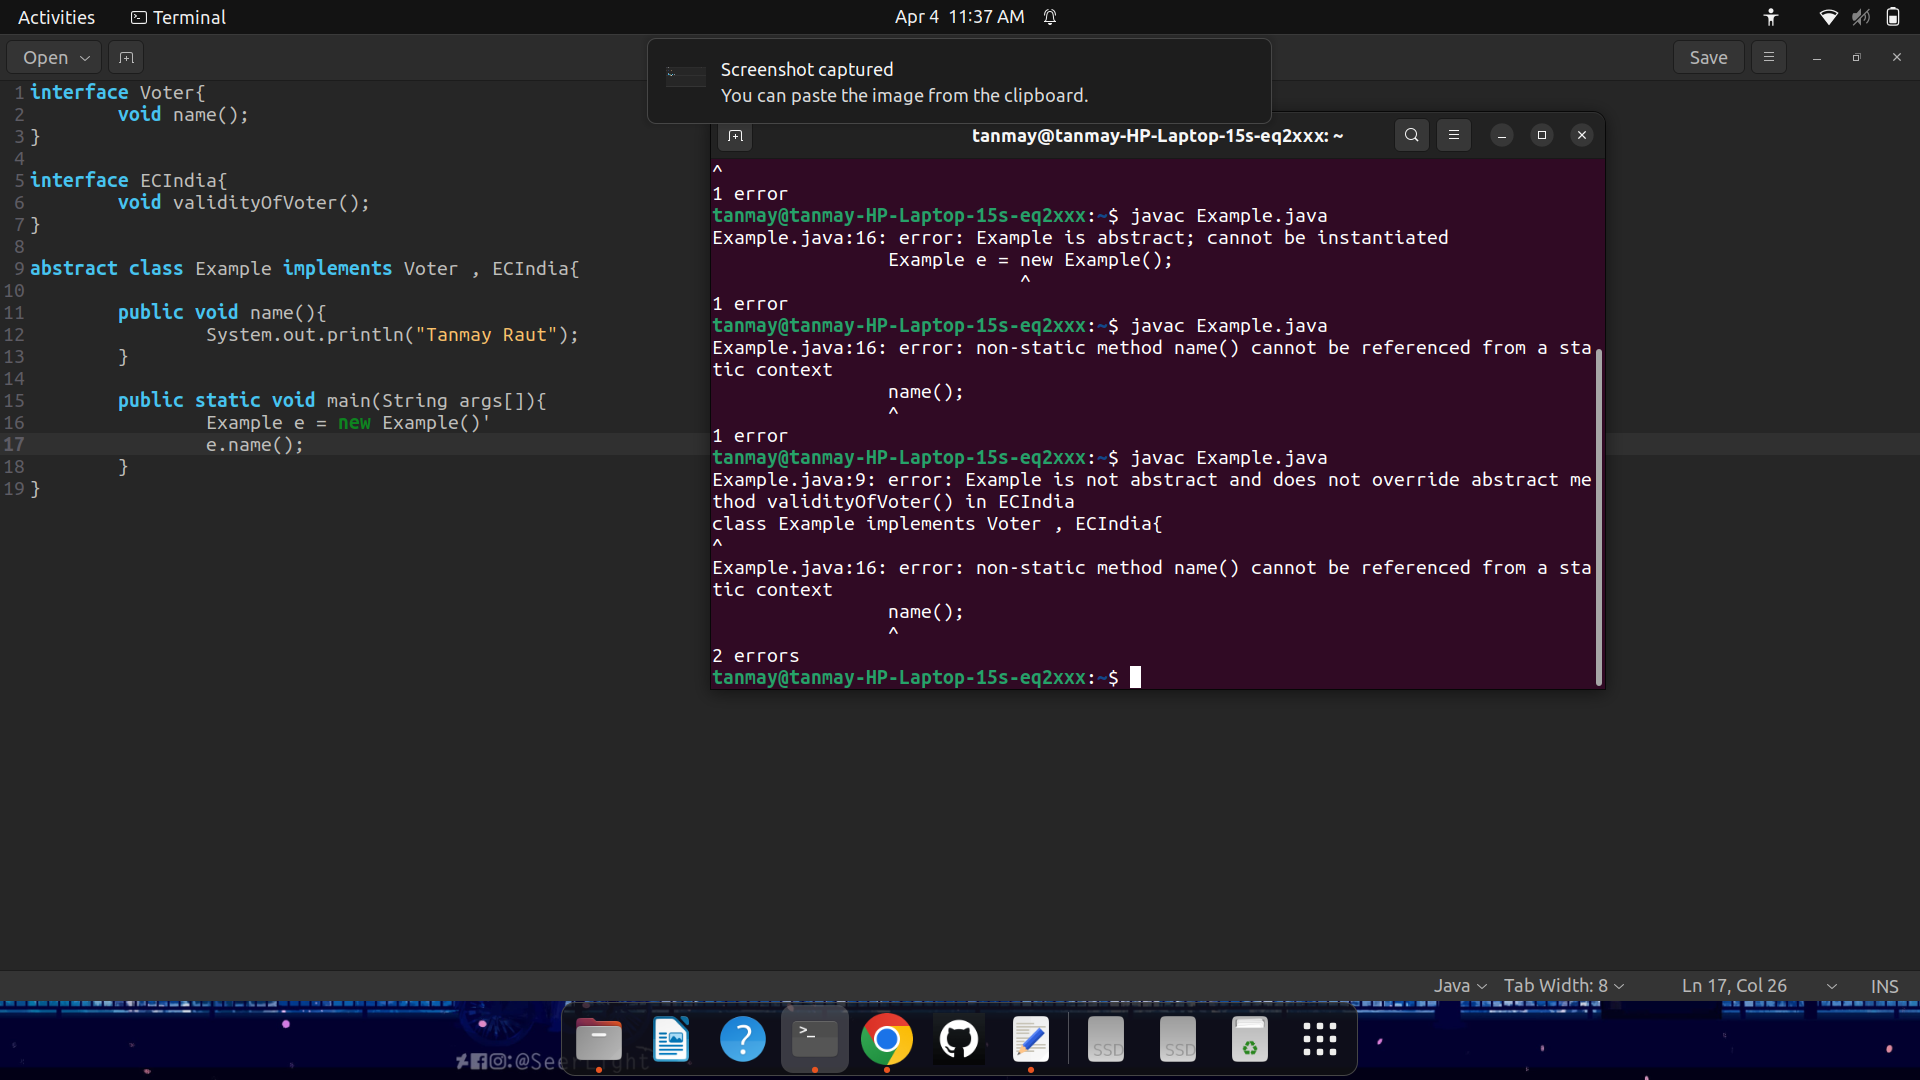 Activities Terminal Apr 4 11:37 AM
Open Save
Screenshot captured
You can paste the image from the clipboard.
1 interface Voter{
2 void name();
3 }
4
5 interface ECIndia{
6 void validityOfVoter();
7 }
8
9 abstract class Example implements Voter , ECIndia{
10
11 public void name(){
12 System.out.println("Tanmay Raut");
13 }
14
15 public static void main(String args[]){
16 Example e = new Example()'
17 e.name();
18 }
19 }
tanmay@tanmay-HP-Laptop-15s-eq2xxx: ~
^
1 error
tanmay@tanmay-HP-Laptop-15s-eq2xxx:~$ javac Example.java
Example.java:16: error: Example is abstract; cannot be instantiated
Example e = new Example();
^
1 error
tanmay@tanmay-HP-Laptop-15s-eq2xxx:~$ javac Example.java
Example.java:16: error: non-static method name() cannot be referenced from a sta
tic context
name();
^
1 error
tanmay@tanmay-HP-Laptop-15s-eq2xxx:~$ javac Example.java
Example.java:9: error: Example is not abstract and does not override abstract me
thod validityOfVoter() in ECIndia
class Example implements Voter , ECIndia{
^
Example.java:16: error: non-static method name() cannot be referenced from a sta
tic context
name();
^
2 errors
tanmay@tanmay-HP-Laptop-15s-eq2xxx:~$
Java Tab Width: 8 Ln 17, Col 26 INS
SSD SSD